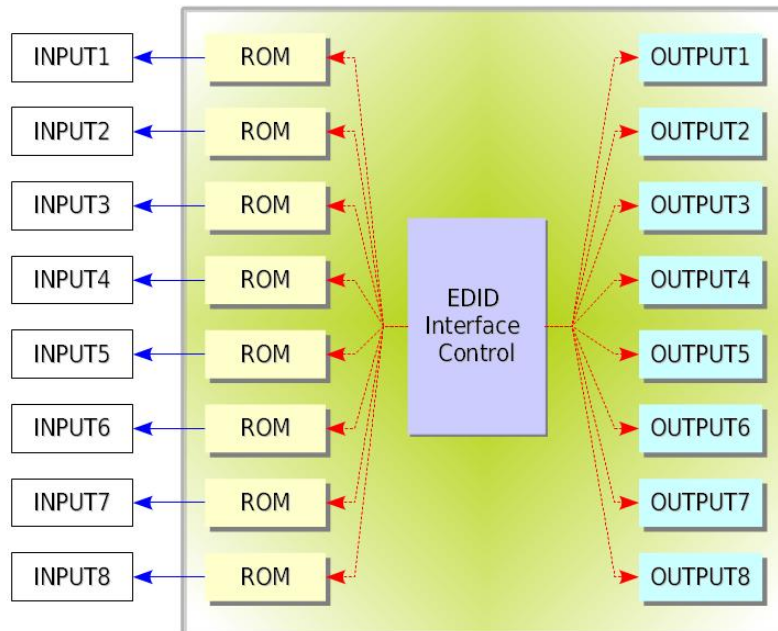 INPUT1 ROM OUTPUT1
INPUT2 ROM OUTPUT2
INPUT3 ROM OUTPUT3
INPUT4 ROM OUTPUT4
EDID
Interface
Control
INPUT5 ROM OUTPUT5
INPUT6 ROM OUTPUT6
INPUT7 ROM OUTPUT7
INPUT8 ROM OUTPUT8